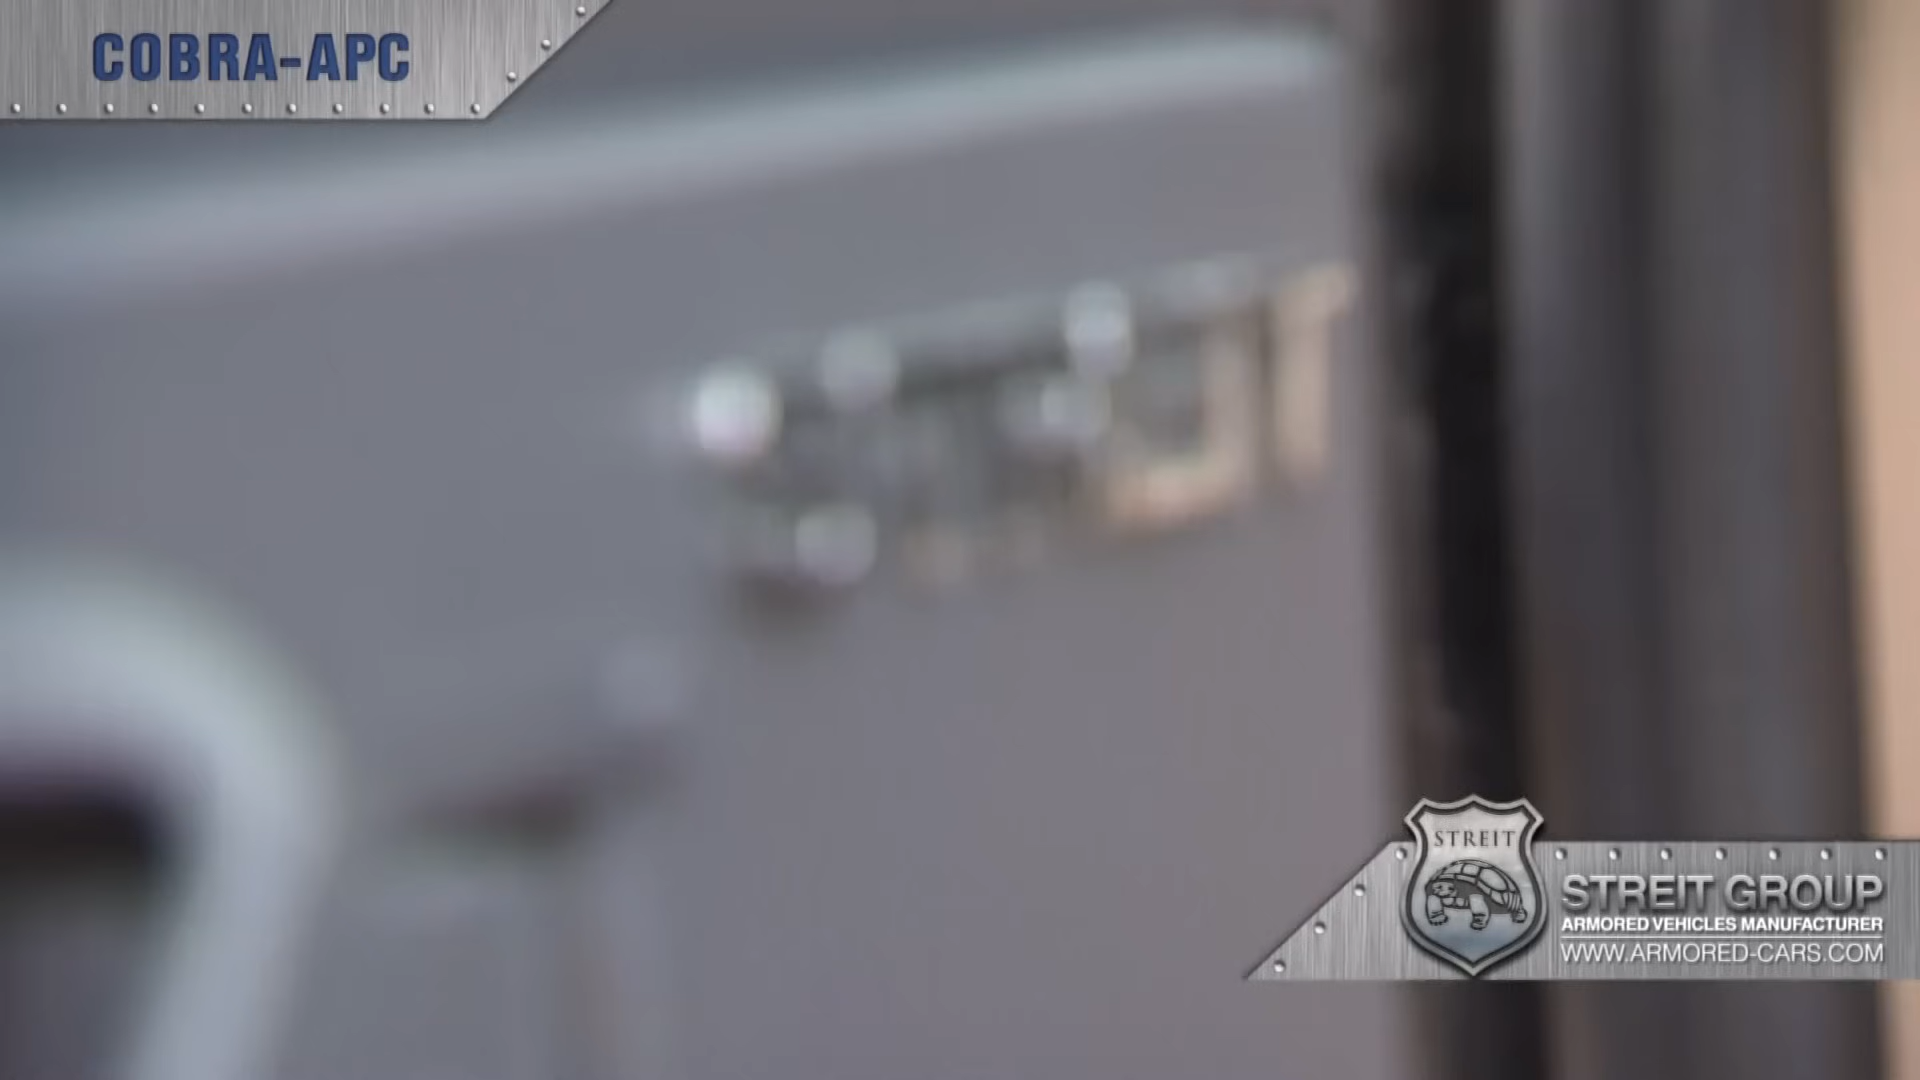 COBRA-APC
STREIT
STREIT GROUP
ARMORED VEHICLES MANUFACTURER
WWW.ARMORED-CARS.COM